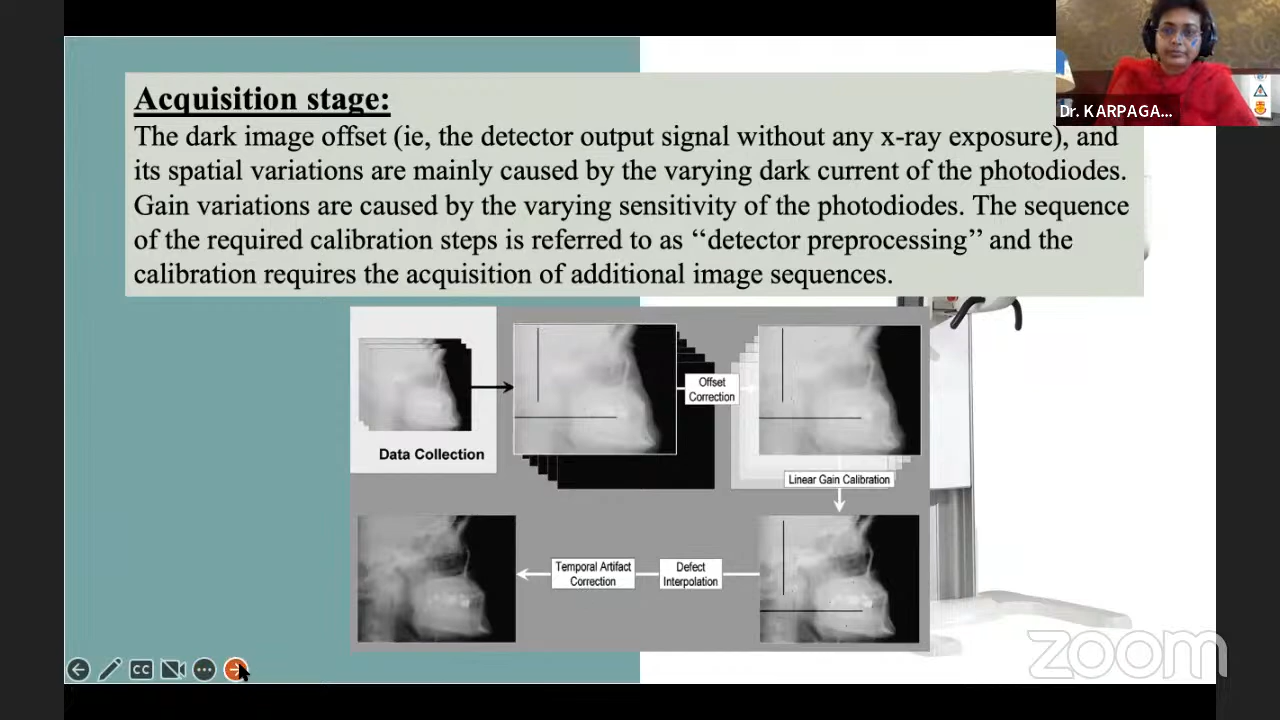 Acquisition stage:
The dark image offset (ie, the detector output signal without any x-ray exposure), and
its spatial variations are mainly caused by the varying dark current of the photodiodes.
Gain variations are caused by the varying sensitivity of the photodiodes. The sequence
of the required calibration steps is referred to as ‘‘detector preprocessing’’ and the
calibration requires the acquisition of additional image sequences.
Dr. KARPAGA...
Data Collection
Offset
Correction
Linear Gain Calibration
Temporal Artifact
Correction
Defect
Interpolation
CC
zoom